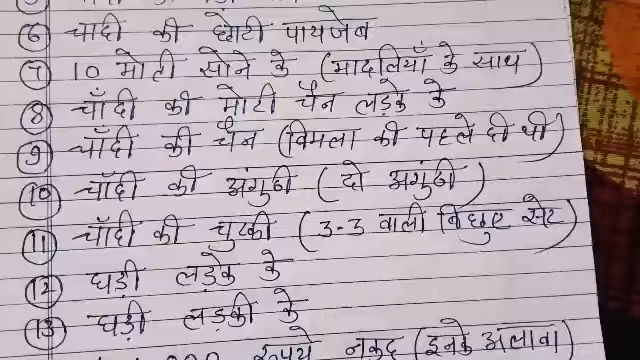 ⑥ चादी की छोटी पायजेब
⑦ 10 मोती सोने के (मादलियाँ के साथ)
⑧ चाँदी की मोटी चैन लड़के के
⑨ चाँदी की चैन (विमला की पहले दी थी)
⑩ चाँदी की अंगुठी (दो अगुंठी)
⑪ चाँदी की चुटकी (3-3 वाली बिछुए सेट)
⑫ घड़ी लड़के के
⑬ घड़ी लड़की के
रूपये नकद (इनके अलावा)